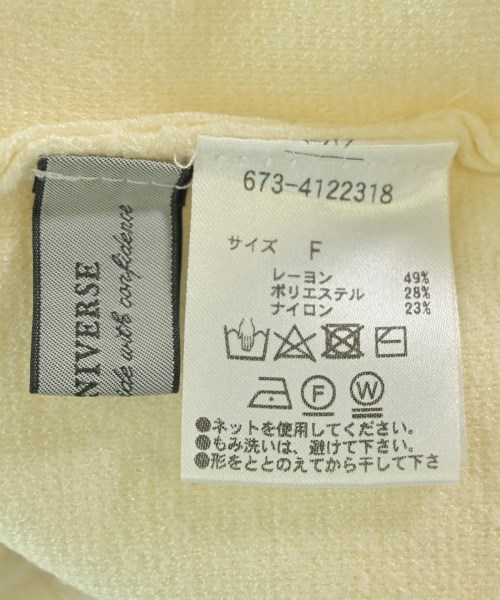 NIVERSE
with confidence
673-4122318
サイズ F
レーヨン 49%
ポリエステル 28%
ナイロン 23%
F
W
●ネットを使用してください。
●もみ洗いは、避けて下さい。
●形をととのえてから干して下さ